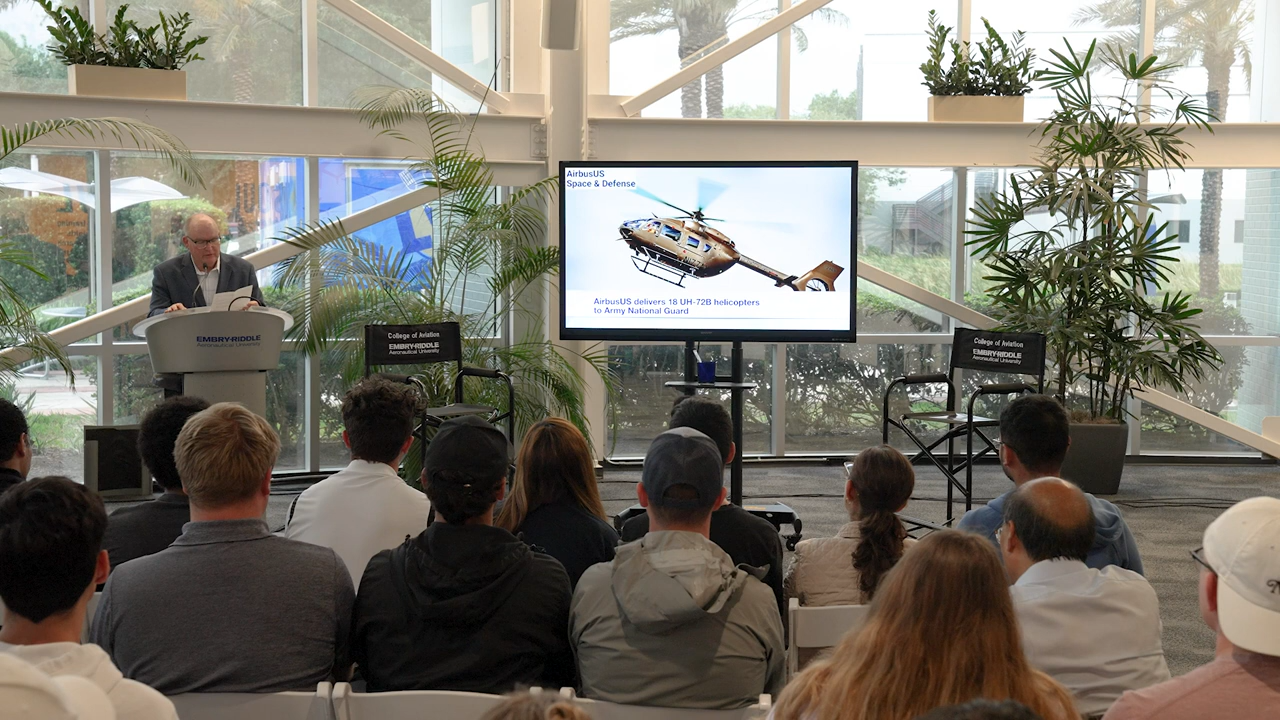 AirbusUS
Space & Defense
AirbusUS delivers 18 UH-72B helicopters
to Army National Guard
EMBRY-RIDDLE
Aeronautical University
College of Aviation
EMBRY-RIDDLE
Aeronautical University
College of Aviation
EMBRY-RIDDLE
Aeronautical University